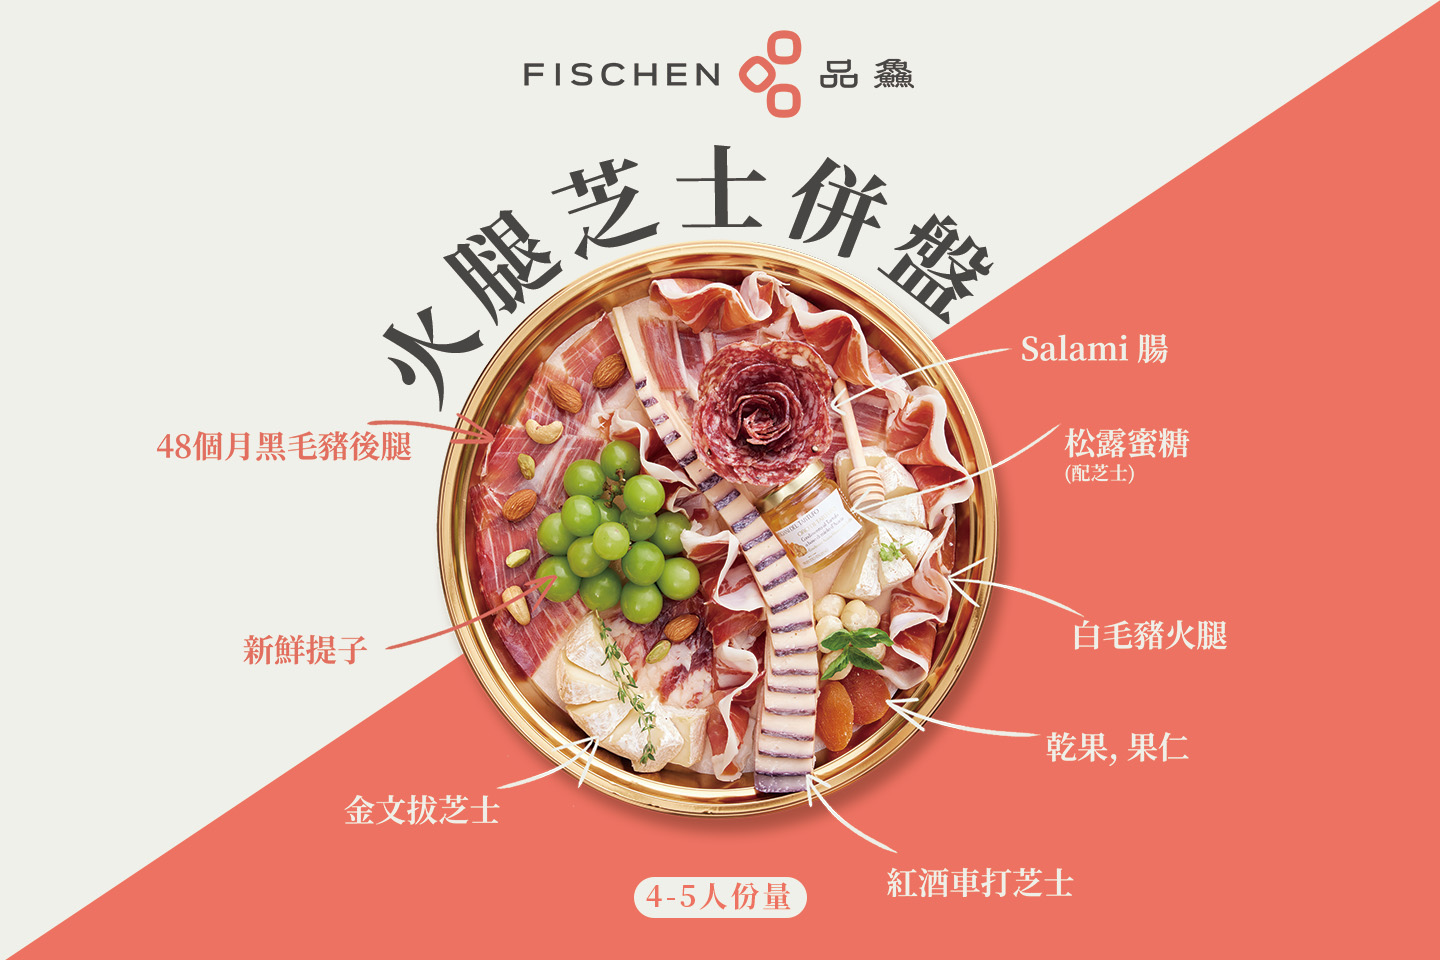 FISCHEN 品鱻
火腿芝士併盤
Salami 腸
48個月黑毛豬後腿
松露蜜糖
(配芝士)
新鮮提子
白毛豬火腿
乾果, 果仁
金文拔芝士
紅酒車打芝士
4-5人份量